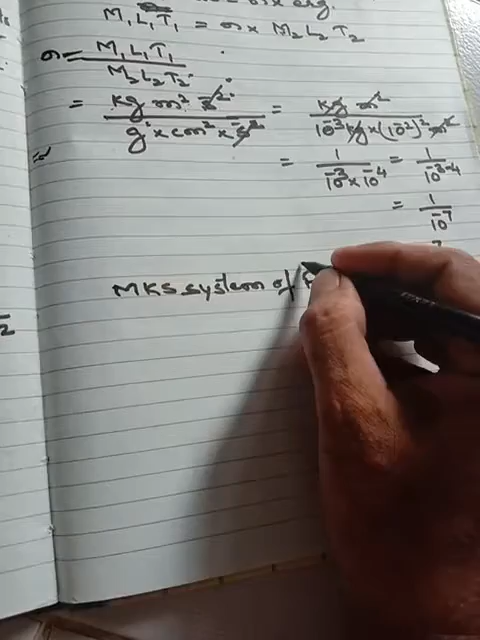 M₁L₁T₁ = n x M₂L₂T₂
n = M₁L₁T₁ / M₂L₂T₂
= kg m² s⁻² / g x cm² x s⁻² = kg m² / 10⁻³ kg x (10⁻²)² m²
= 1 / 10⁻³ x 10⁻⁴ = 1 / 10⁻³⁻⁴
= 1 / 10⁻⁷
MKS system of